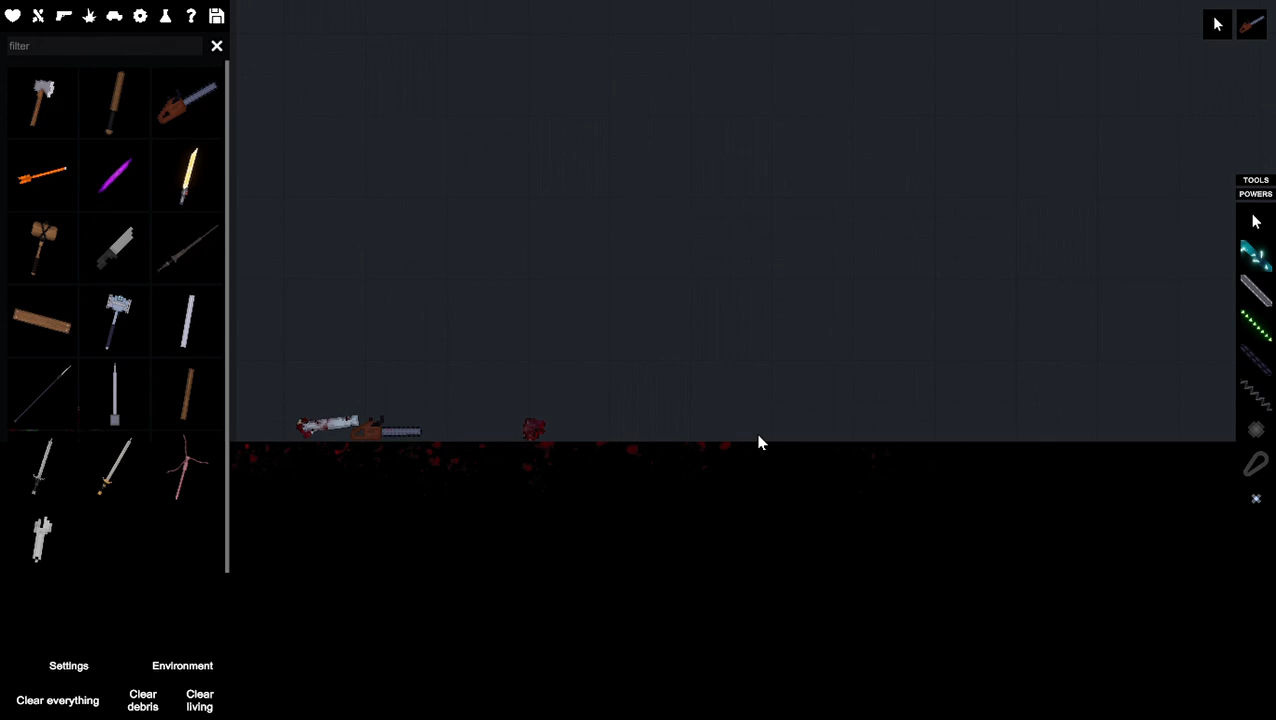 filter
TOOLS
POWERS
Settings
Environment
Clear everything
Clear
debris
Clear
living